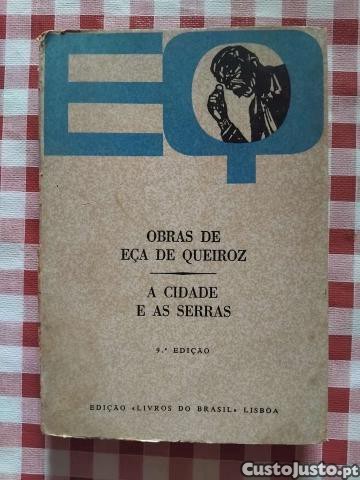 EQ
OBRAS DE
EÇA DE QUEIROZ
A CIDADE
E AS SERRAS
9.ª EDIÇÃO
EDIÇÃO «LIVROS DO BRASIL» LISBOA
CustoJusto.pt